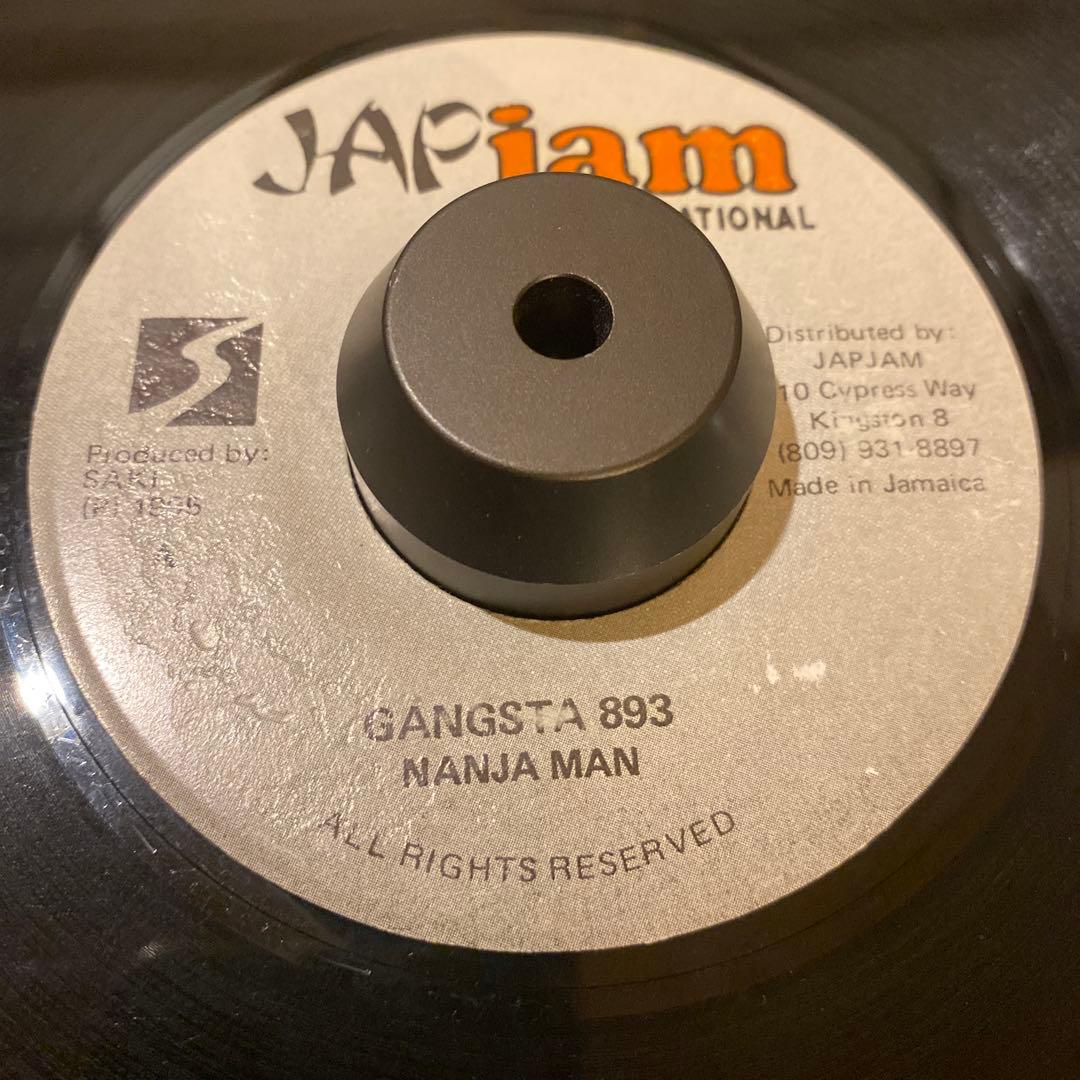 JAPjam
Produced by:
SAKI
(P)
Distributed by:
JAPJAM
10 Cypress Way
Kingston 8
(809) 931-8897
Made in Jamaica
GANGSTA 893
NANJA MAN
ALL RIGHTS RESERVED